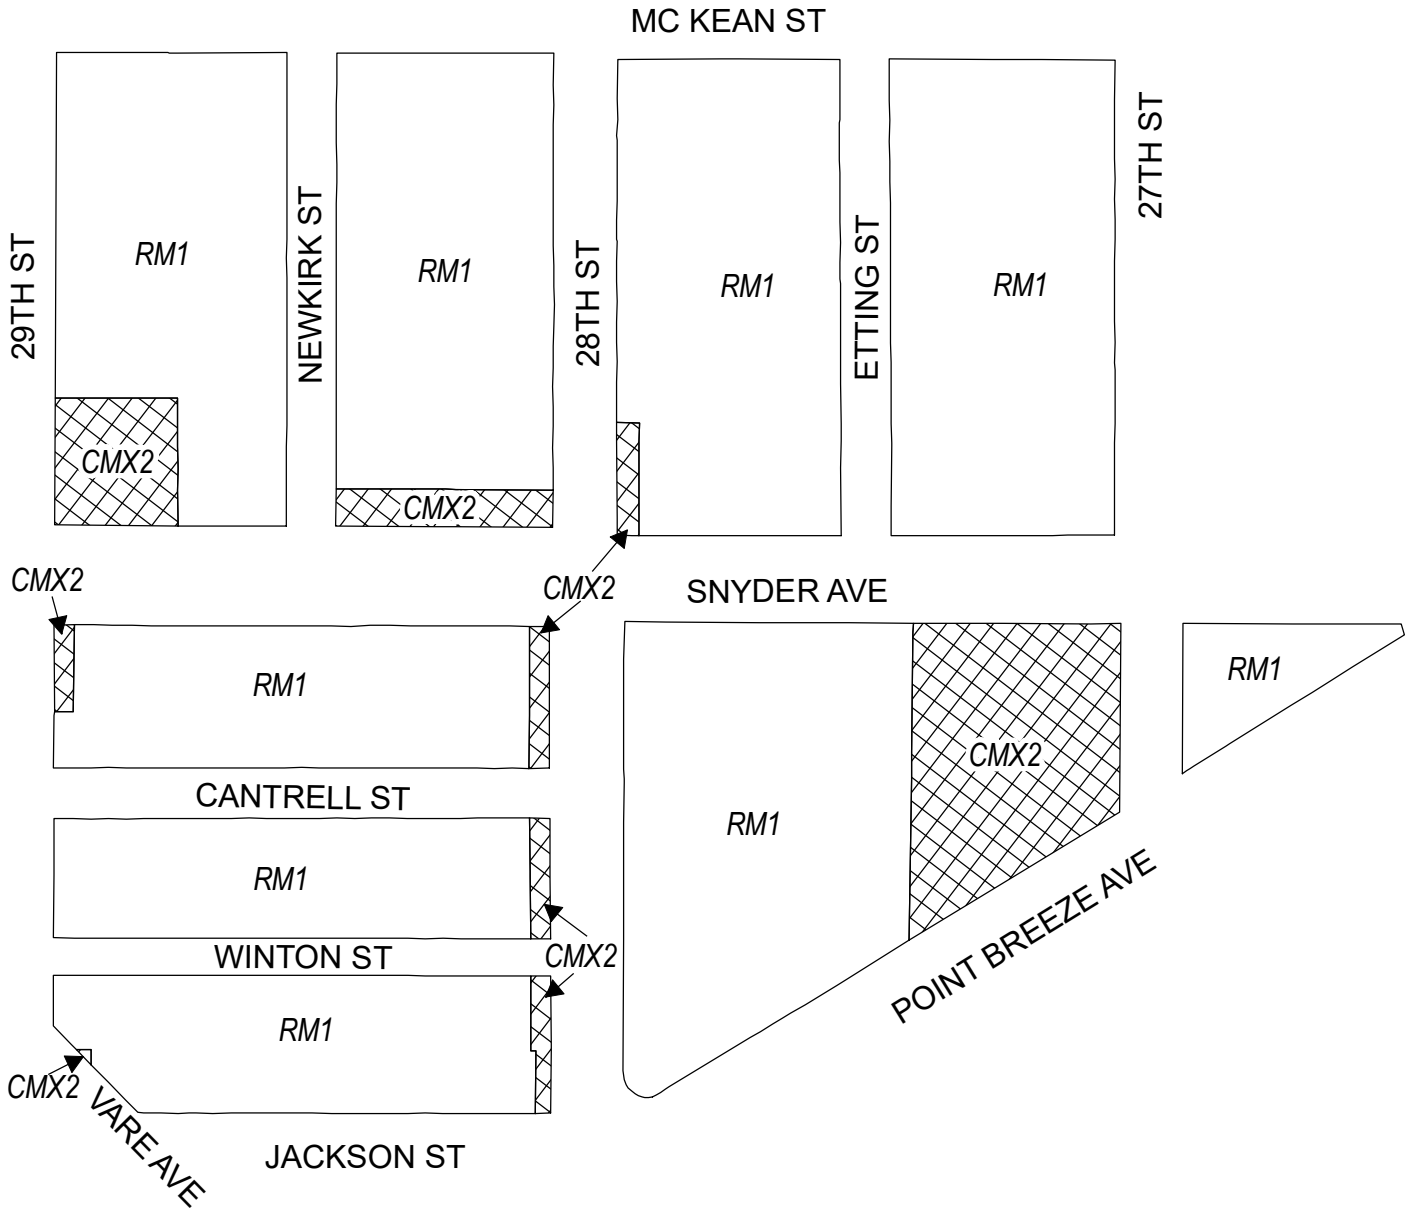 MC KEAN ST
27TH ST
29TH ST
RM1
NEWKIRK ST
RM1
28TH ST
RM1
ETTING ST
RM1
CMX2
CMX2
CMX2
CMX2
SNYDER AVE
RM1
RM1
CMX2
RM1
CANTRELL ST
RM1
POINT BREEZE AVE
WINTON ST
CMX2
RM1
CMX2
VARE AVE
JACKSON ST